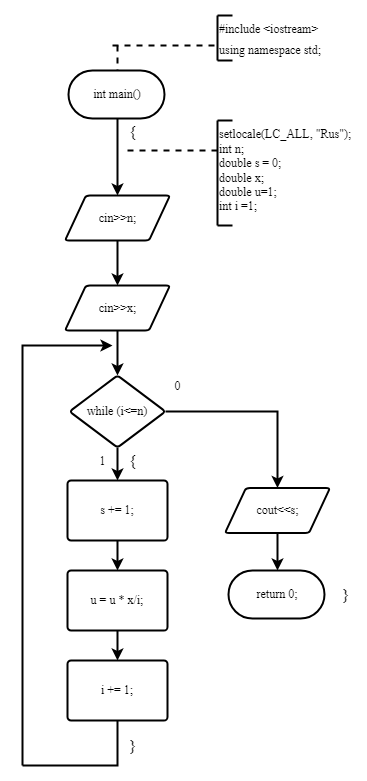 #include <iostream>
using namespace std;
int main()
{
setlocale(LC_ALL, "Rus");
int n;
double s = 0;
double x;
double u=1;
int i =1;
cin>>n;
cin>>x;
while (i<=n)
0
1
{
s += 1;
u = u * x/i;
i += 1;
}
cout<<s;
return 0;
}